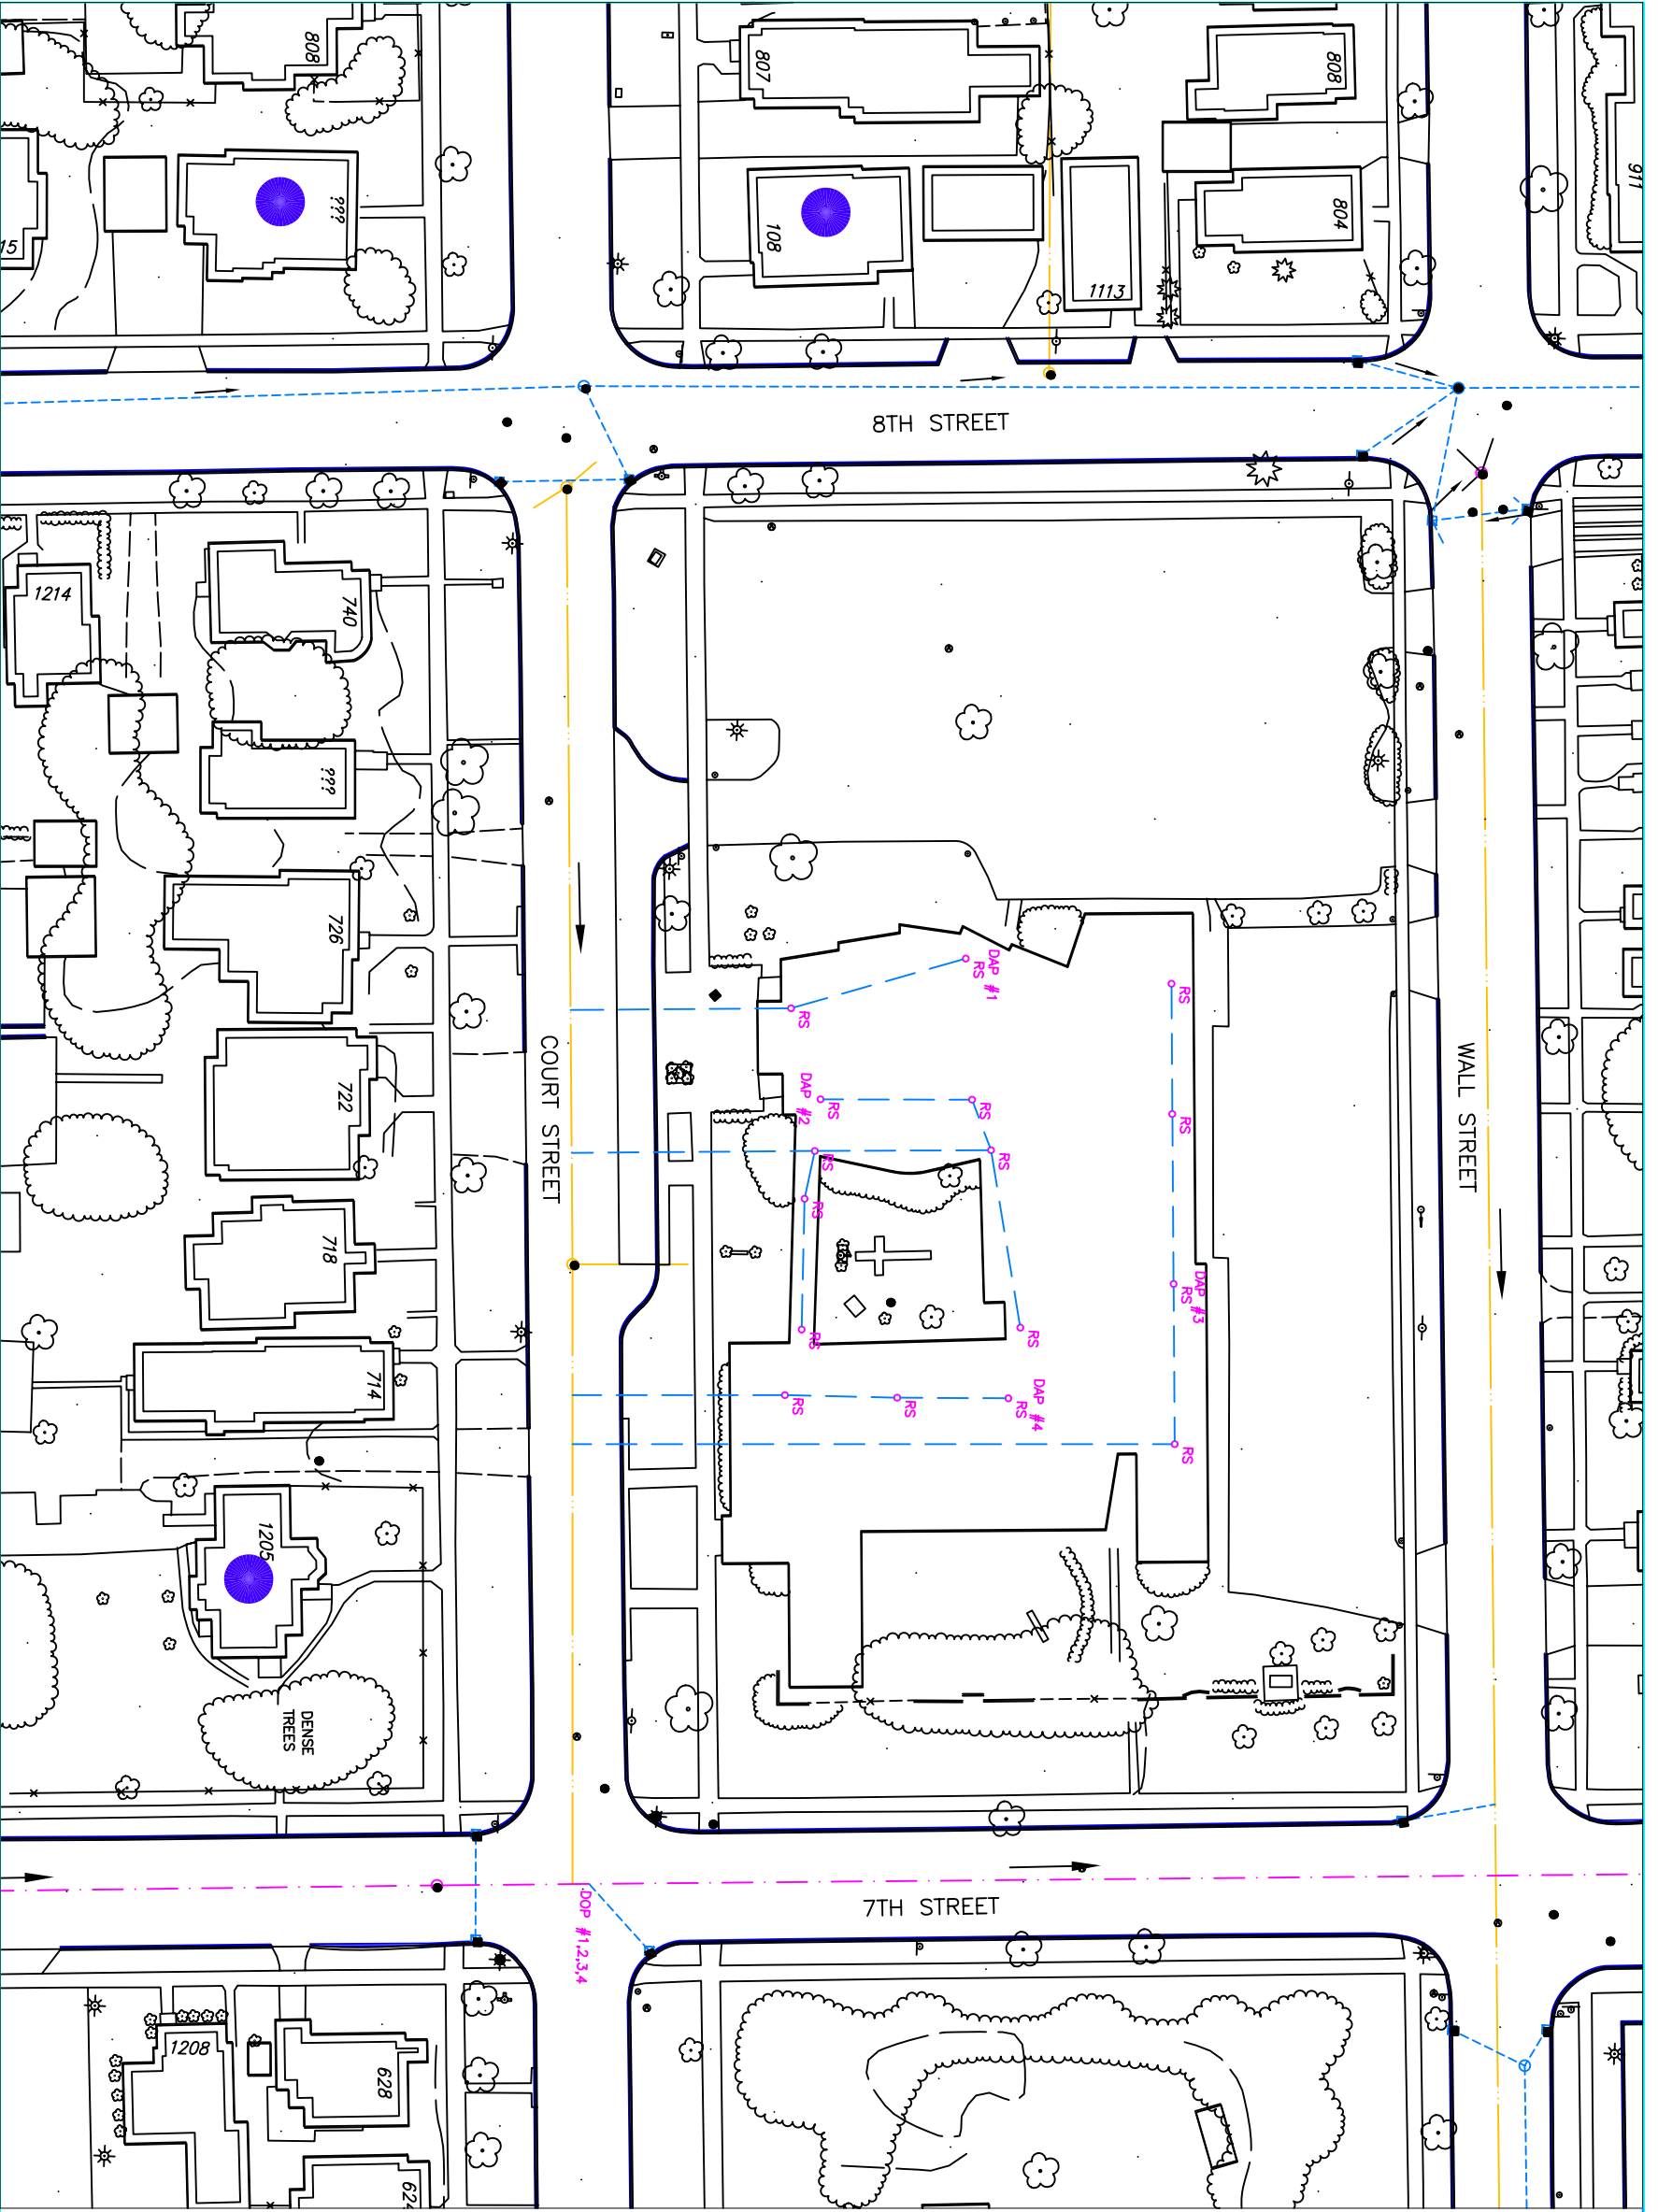 808
807
808
911
???
108
804
15
1113
8TH STREET
1214
740
???
726
DAP #1
RS
RS
RS
COURT STREET
WALL STREET
722
DAP #2
RS
RS
RS
RS
RS
RS
718
DAP #3
RS
RS
RS
714
DAP #4
RS
RS
RS
RS
1205
DENSE
TREES
7TH STREET
DOP #1,2,3,4
1208
628
624